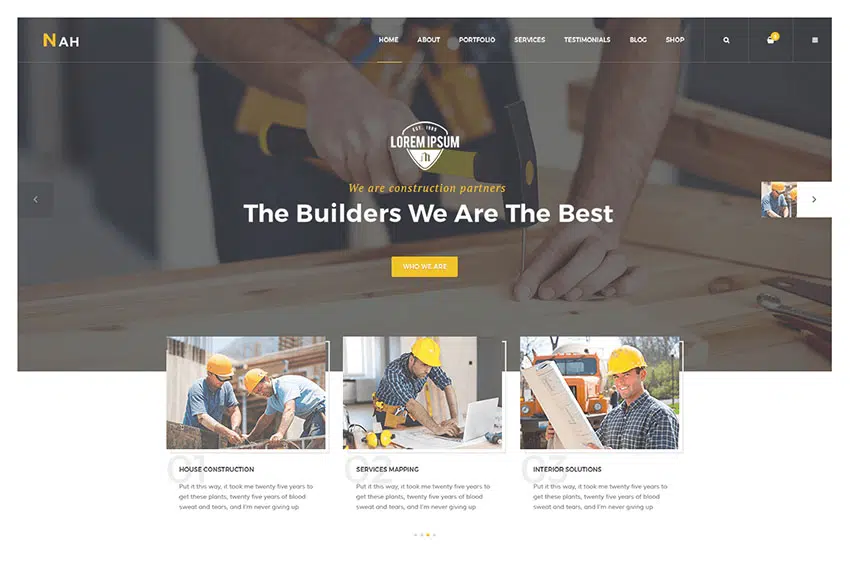 NAH
HOME ABOUT PORTFOLIO SERVICES TESTIMONIALS BLOG SHOP
EST. 1989
LOREM IPSUM
We are construction partners
The Builders We Are The Best
WHO WE ARE
01
HOUSE CONSTRUCTION
Put it this way, it took me twenty five years to
get these plants, twenty five years of blood
sweat and tears, and I'm never giving up
02
SERVICES MAPPING
Put it this way, it took me twenty five years to
get these plants, twenty five years of blood
sweat and tears, and I'm never giving up
03
INTERIOR SOLUTIONS
Put it this way, it took me twenty five years to
get these plants, twenty five years of blood
sweat and tears, and I'm never giving up